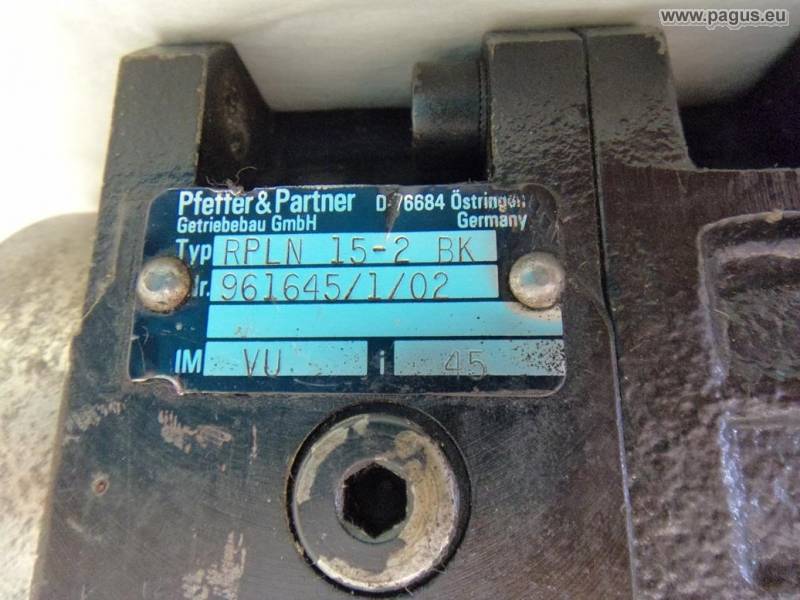 www.pagus.eu
Pfeffer & Partner D-76684 Östringen
Getriebebau GmbH Germany
Typ RPLN 15-2 BK
Nr. 961645/1/02
IM VU i 45